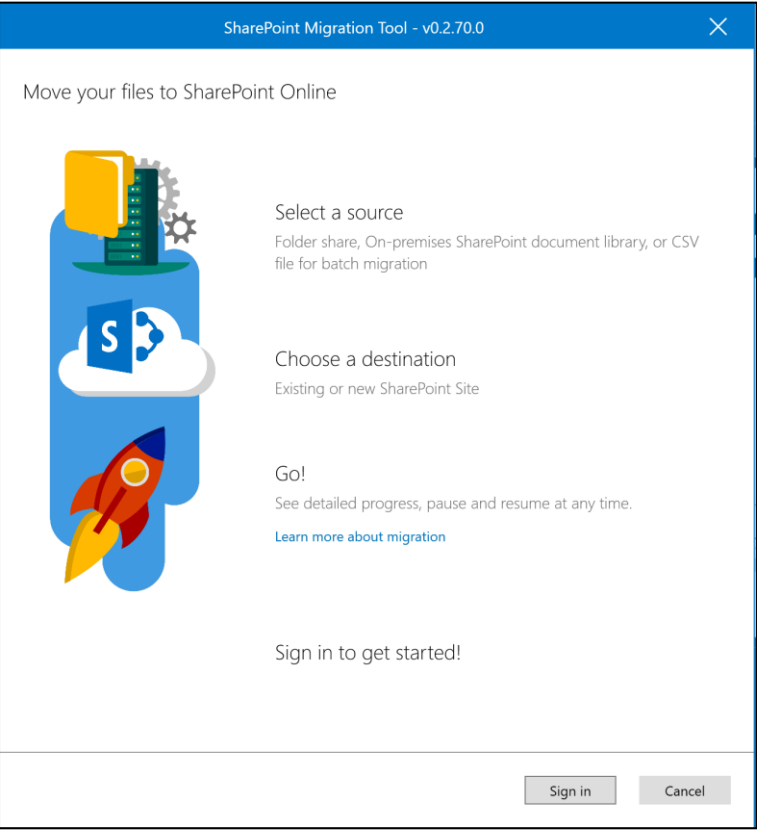 SharePoint Migration Tool - v0.2.70.0
Move your files to SharePoint Online
Select a source
Folder share, On-premises SharePoint document library, or CSV
file for batch migration
S
Choose a destination
Existing or new SharePoint Site
Go!
See detailed progress, pause and resume at any time.
Learn more about migration
Sign in to get started!
Sign in
Cancel